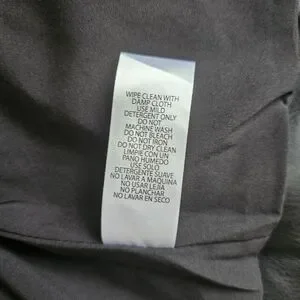 WIPE CLEAN WITH
DAMP CLOTH
USE MILD
DETERGENT ONLY
DO NOT
MACHINE WASH
DO NOT BLEACH
DO NOT IRON
DO NOT DRY CLEAN
LIMPIE CON UN
PANO HUMEDO
USE SOLO
DETERGENTE SUAVE
NO LAVAR A MAQUINA
NO USAR LEJIA
NO PLANCHAR
NO LAVAR EN SECO